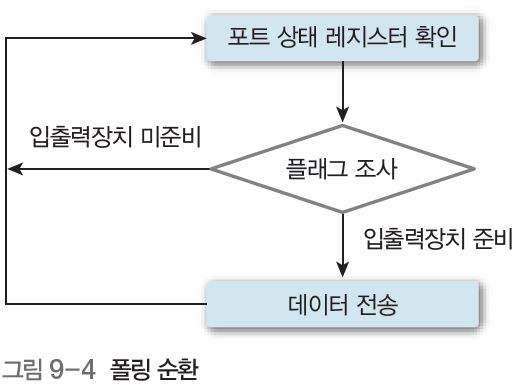 포트 상태 레지스터 확인
입출력장치 미준비
플래그 조사
입출력장치 준비
데이터 전송
그림 9-4 폴링 순환